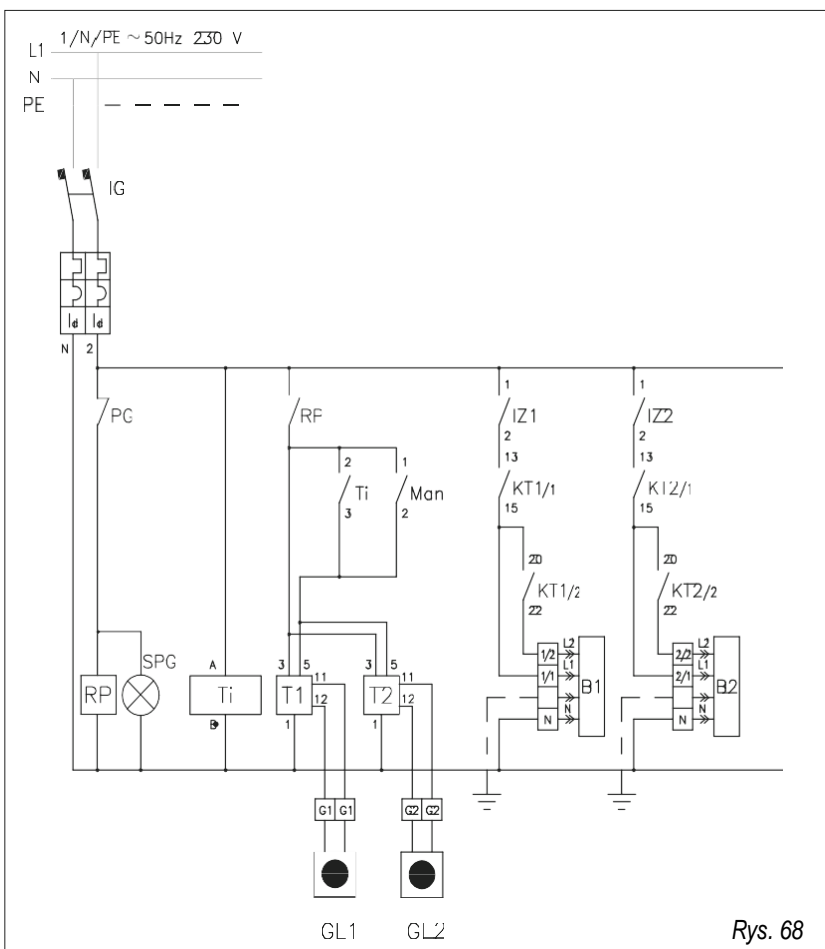 1/N/PE ~ 50Hz 230 V
L1
N
PE
IG
Id Id
N 2
PG
RP
1
IZ1
2
1
IZ2
2
2
Ti
3
1
Man
2
13
KT1/1
15
13
KT2/1
15
20
KT1/2
22
20
KT2/2
22
SPG
RP
A
Ti
B
3 5
T1
11
12
1
3 5
T2
11
12
1
1/2 L2
1/1 L1
N N
B1
2/2 L2
2/1 L1
N N
B2
G1 G1
G2 G2
GL1
GL2
Rys. 68